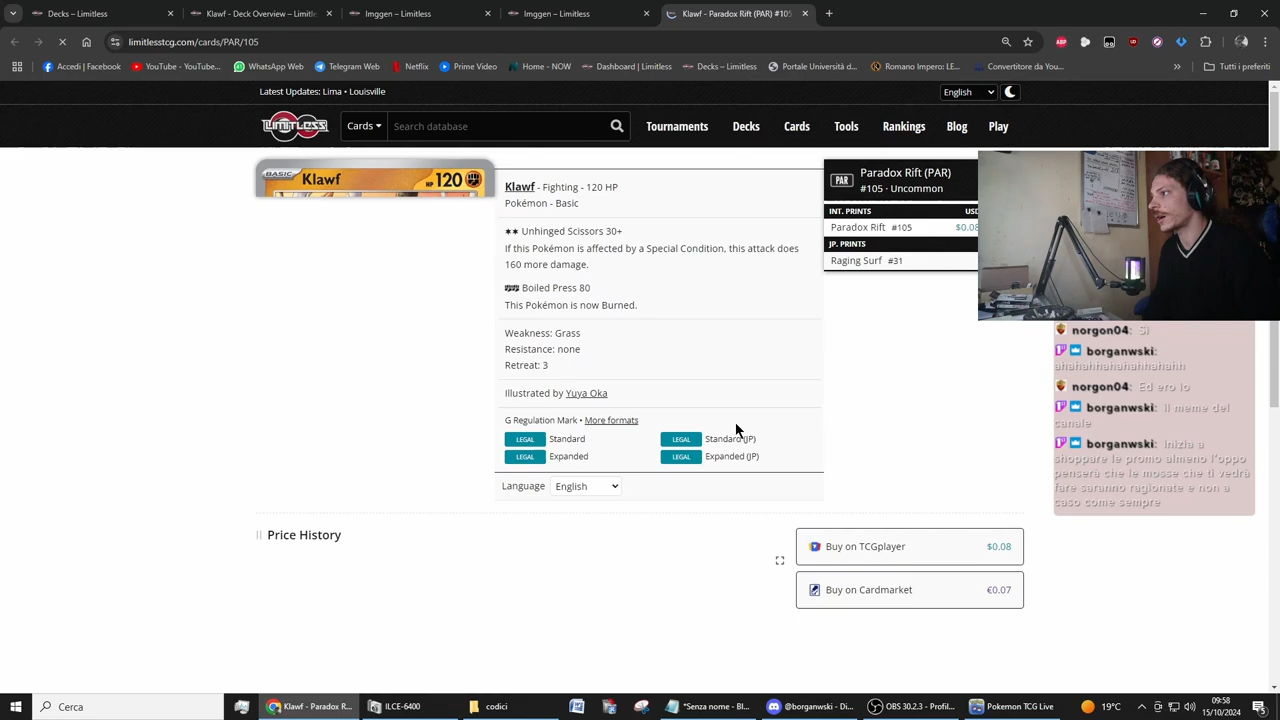 Decks – Limitless
Klawf - Deck Overview – Limitles
Imggen – Limitless
Imggen – Limitless
Klawf - Paradox Rift (PAR) #105
limitlesstcg.com/cards/PAR/105
Accedi | Facebook
YouTube - YouTube...
WhatsApp Web
Telegram Web
Netflix
Prime Video
Home - NOW
Dashboard | Limitless
Decks – Limitless
Portale Universită d...
Romano Impero: LE...
Convertitore da You...
Tutti i preferiti
Latest Updates: Lima • Louisville
English
LIMITLESS
Cards
Search database
Tournaments
Decks
Cards
Tools
Rankings
Blog
Play
BASIC
Klawf
HP 120
Klawf - Fighting - 120 HP
Pokémon - Basic
Unhinged Scissors 30+
If this Pokémon is affected by a Special Condition, this attack does
160 more damage.
Boiled Press 80
This Pokémon is now Burned.
Weakness: Grass
Resistance: none
Retreat: 3
Illustrated by Yuya Oka
G Regulation Mark • More formats
LEGAL Standard
LEGAL Standard (JP)
LEGAL Expanded
LEGAL Expanded (JP)
Language English
PAR
Paradox Rift (PAR)
#105 · Uncommon
INT. PRINTS USD
Paradox Rift #105 $0.08
JP. PRINTS
Raging Surf #31
Price History
Buy on TCGplayer $0.08
Buy on Cardmarket €0.07
norgon04: Sì
borganwski:
ahahahhahahahhahahh
norgon04: Ed ero io
borganwski: Il meme del
canale
borganwski: Inizia a
shoppare le promo almeno l'oppo
penserà che le mosse che ti vedrà
fare saranno ragionate e non a
caso come sempre
Cerca
Klawf - Paradox R...
ILCE-6400
codici
*Senza nome - Bl...
@borganwski - Di...
OBS 30.2.3 - Profil...
Pokemon TCG Live
19°C
09:58
15/10/2024